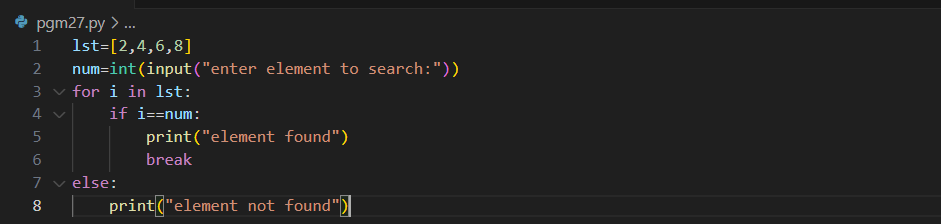 pgm27.py > ...
1 lst=[2,4,6,8]
2 num=int(input("enter element to search:"))
3 for i in lst:
4     if i==num:
5         print("element found")
6         break
7 else:
8     print("element not found")